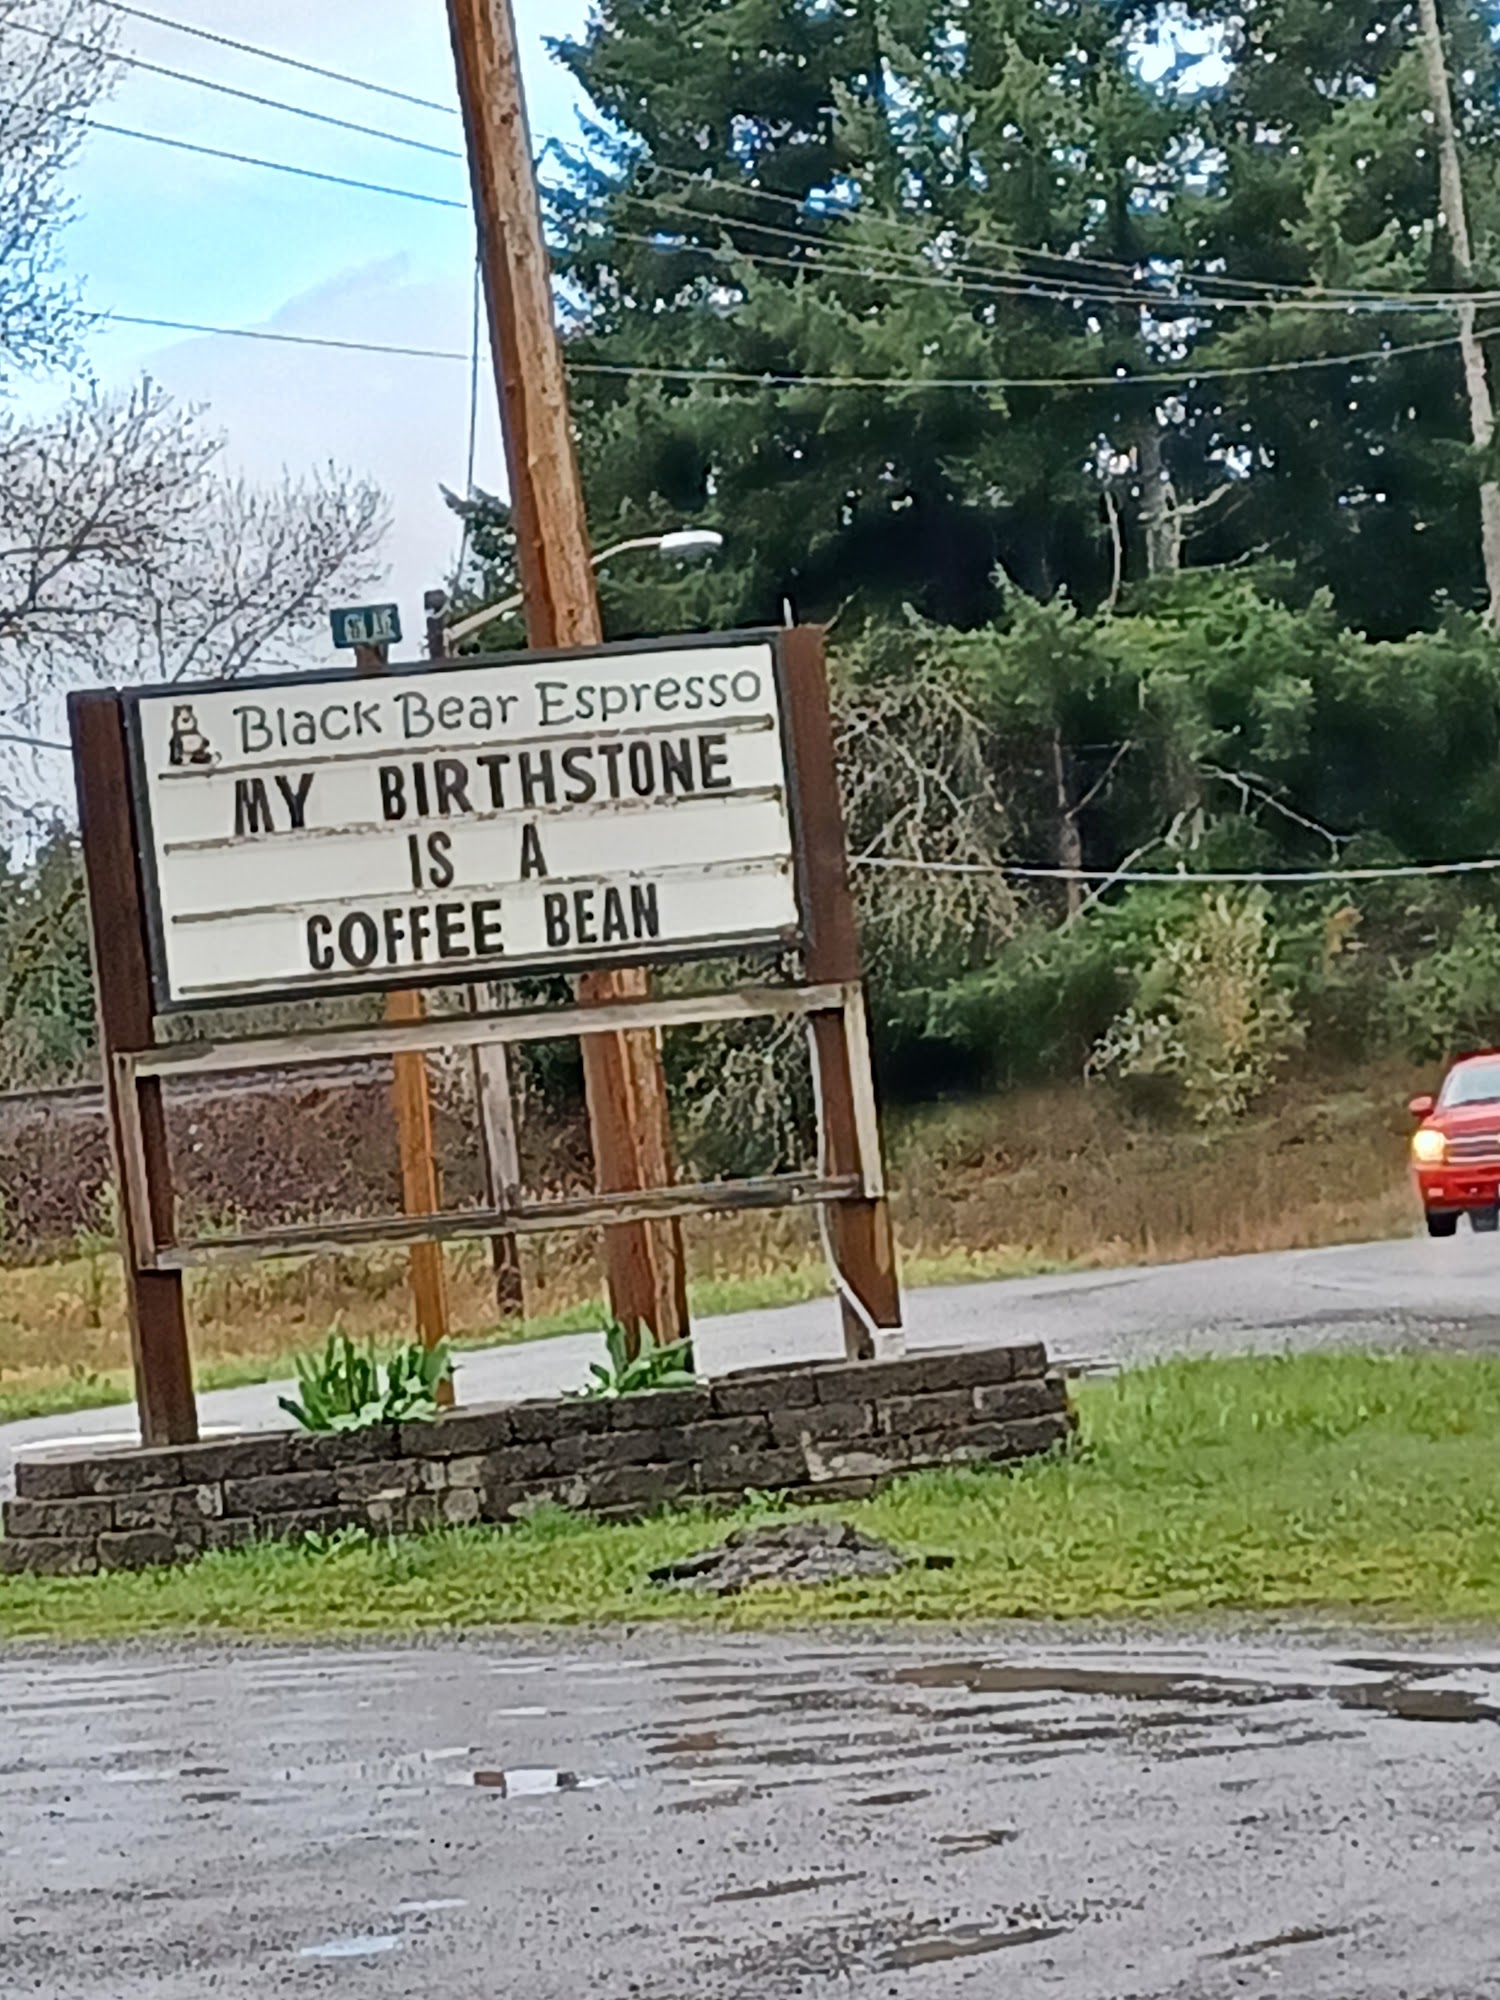 Black Bear Espresso
MY BIRTHSTONE
IS A
COFFEE BEAN